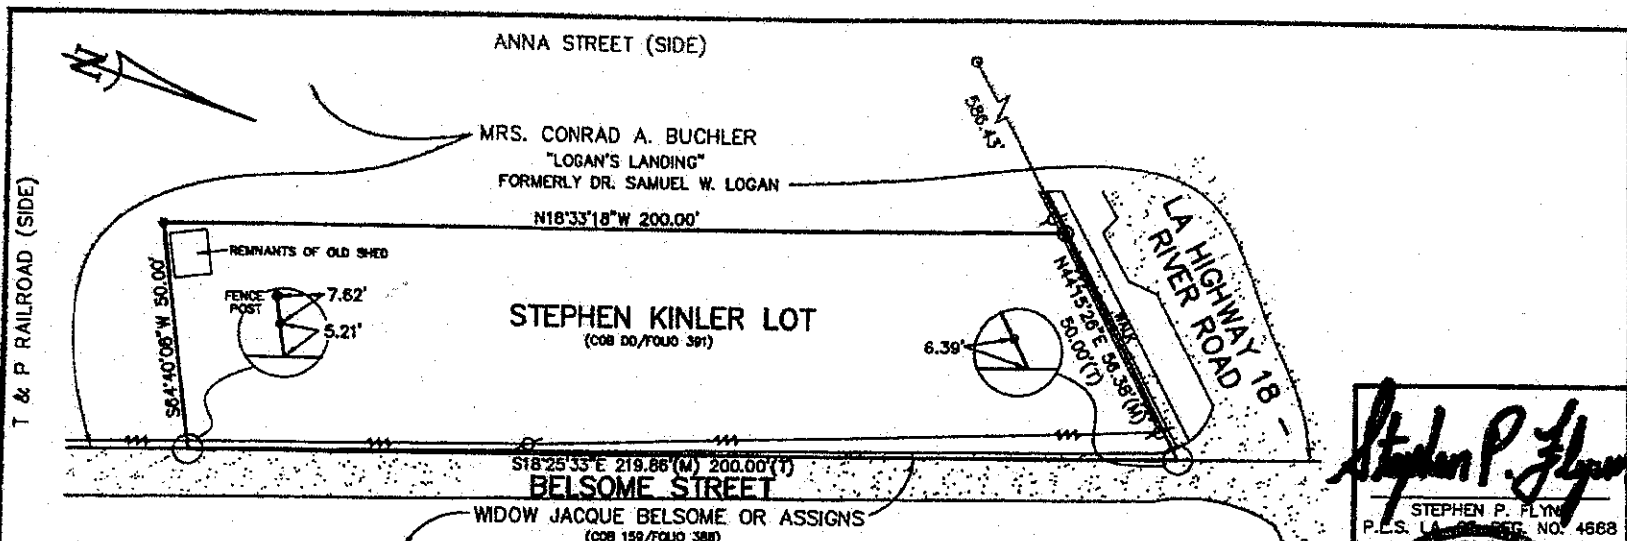 ANNA STREET (SIDE)
N
586.43'
MRS. CONRAD A. BUCHLER
"LOGAN'S LANDING"
FORMERLY DR. SAMUEL W. LOGAN
T & P RAILROAD (SIDE)
N18°33'18"W 200.00'
REMNANTS OF OLD SHED
S64°40'06"W 50.00'
FENCE
POST
7.62'
5.21'
STEPHEN KINLER LOT
(COB DD/FOLIO 391)
6.39'
N44°15'26"E 56.38'(M)
50.00'(T)
WALK
LA HIGHWAY 18 -
RIVER ROAD
S18°25'33"E 219.86'(M) 200.00'(T)
BELSOME STREET
WIDOW JACQUE BELSOME OR ASSIGNS
(COB 159/FOLIO 388)
Stephen P. Flynn
STEPHEN P. FLYNN
P.L.S. LA. REG. NO. 4668